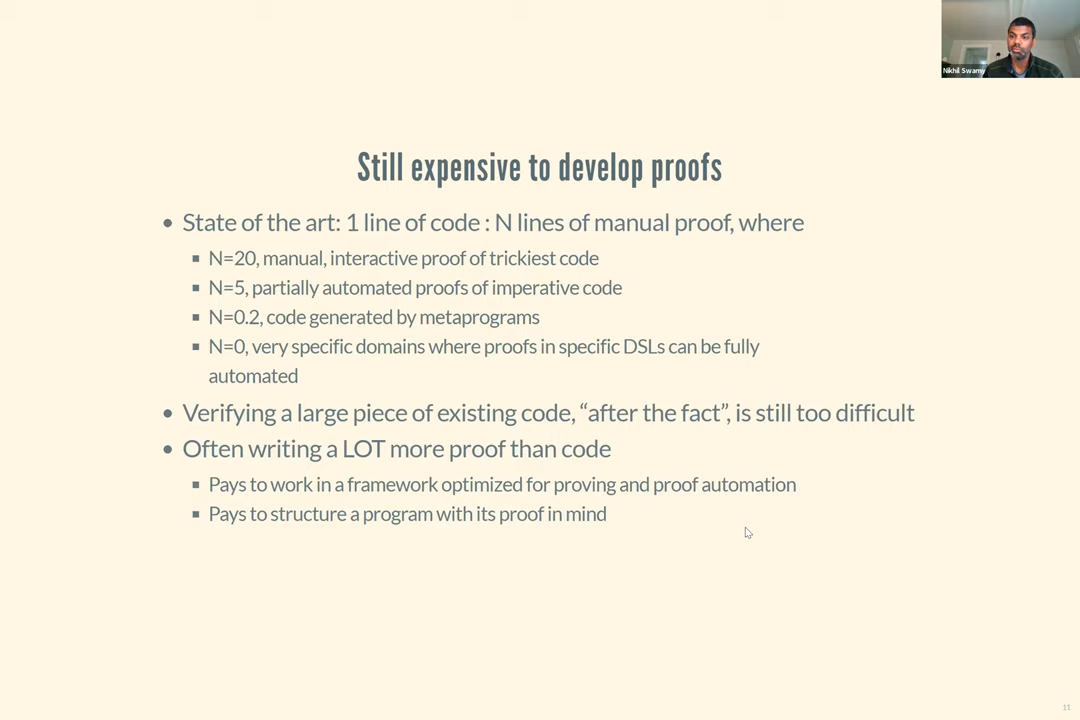 Nikhil Swamy
Still expensive to develop proofs
• State of the art: 1 line of code : N lines of manual proof, where
▪ N=20, manual, interactive proof of trickiest code
▪ N=5, partially automated proofs of imperative code
▪ N=0.2, code generated by metaprograms
▪ N=0, very specific domains where proofs in specific DSLs can be fully
automated
• Verifying a large piece of existing code, “after the fact”, is still too difficult
• Often writing a LOT more proof than code
▪ Pays to work in a framework optimized for proving and proof automation
▪ Pays to structure a program with its proof in mind
11